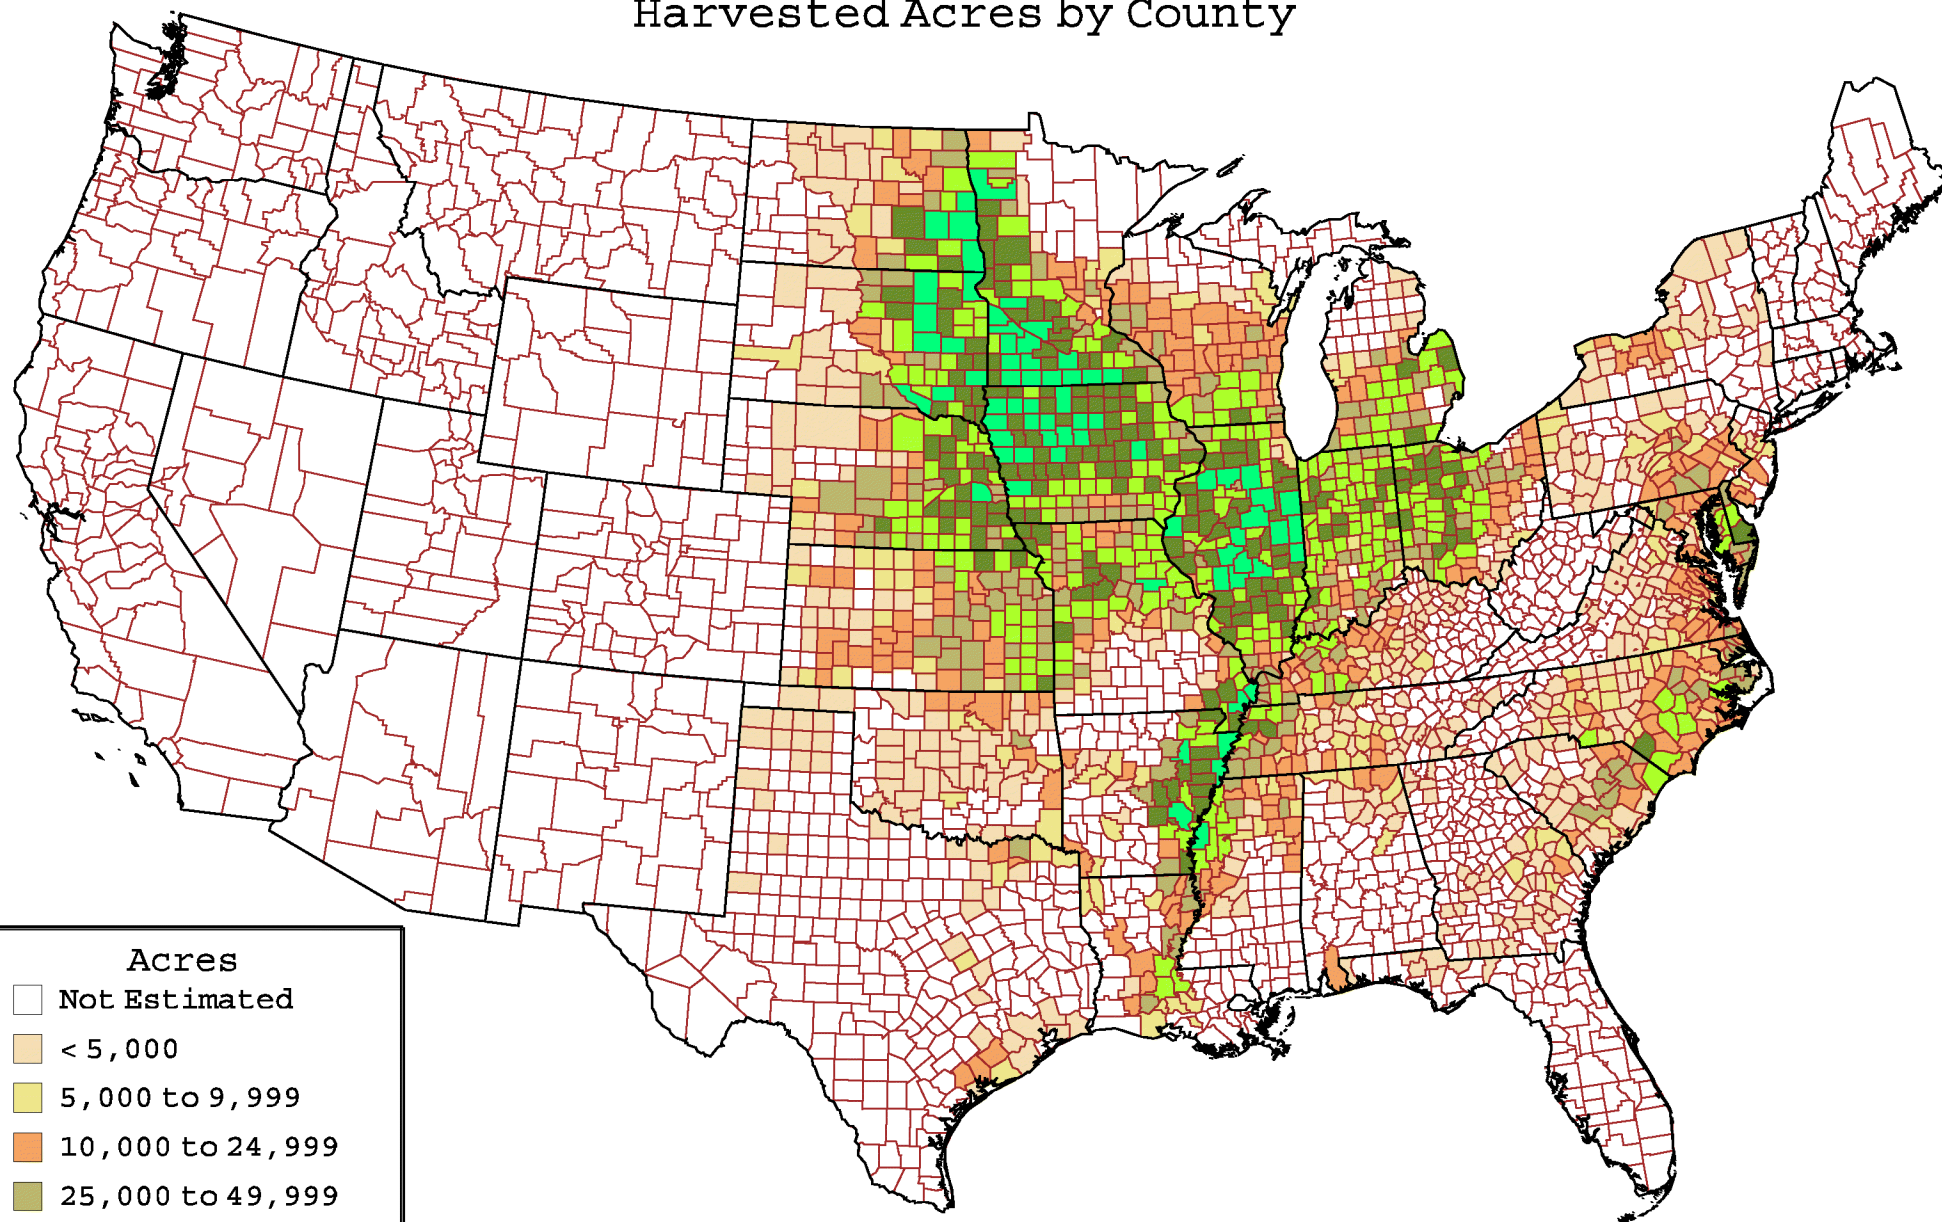 Harvested Acres by County
Acres
Not Estimated
< 5,000
5,000 to 9,999
10,000 to 24,999
25,000 to 49,999